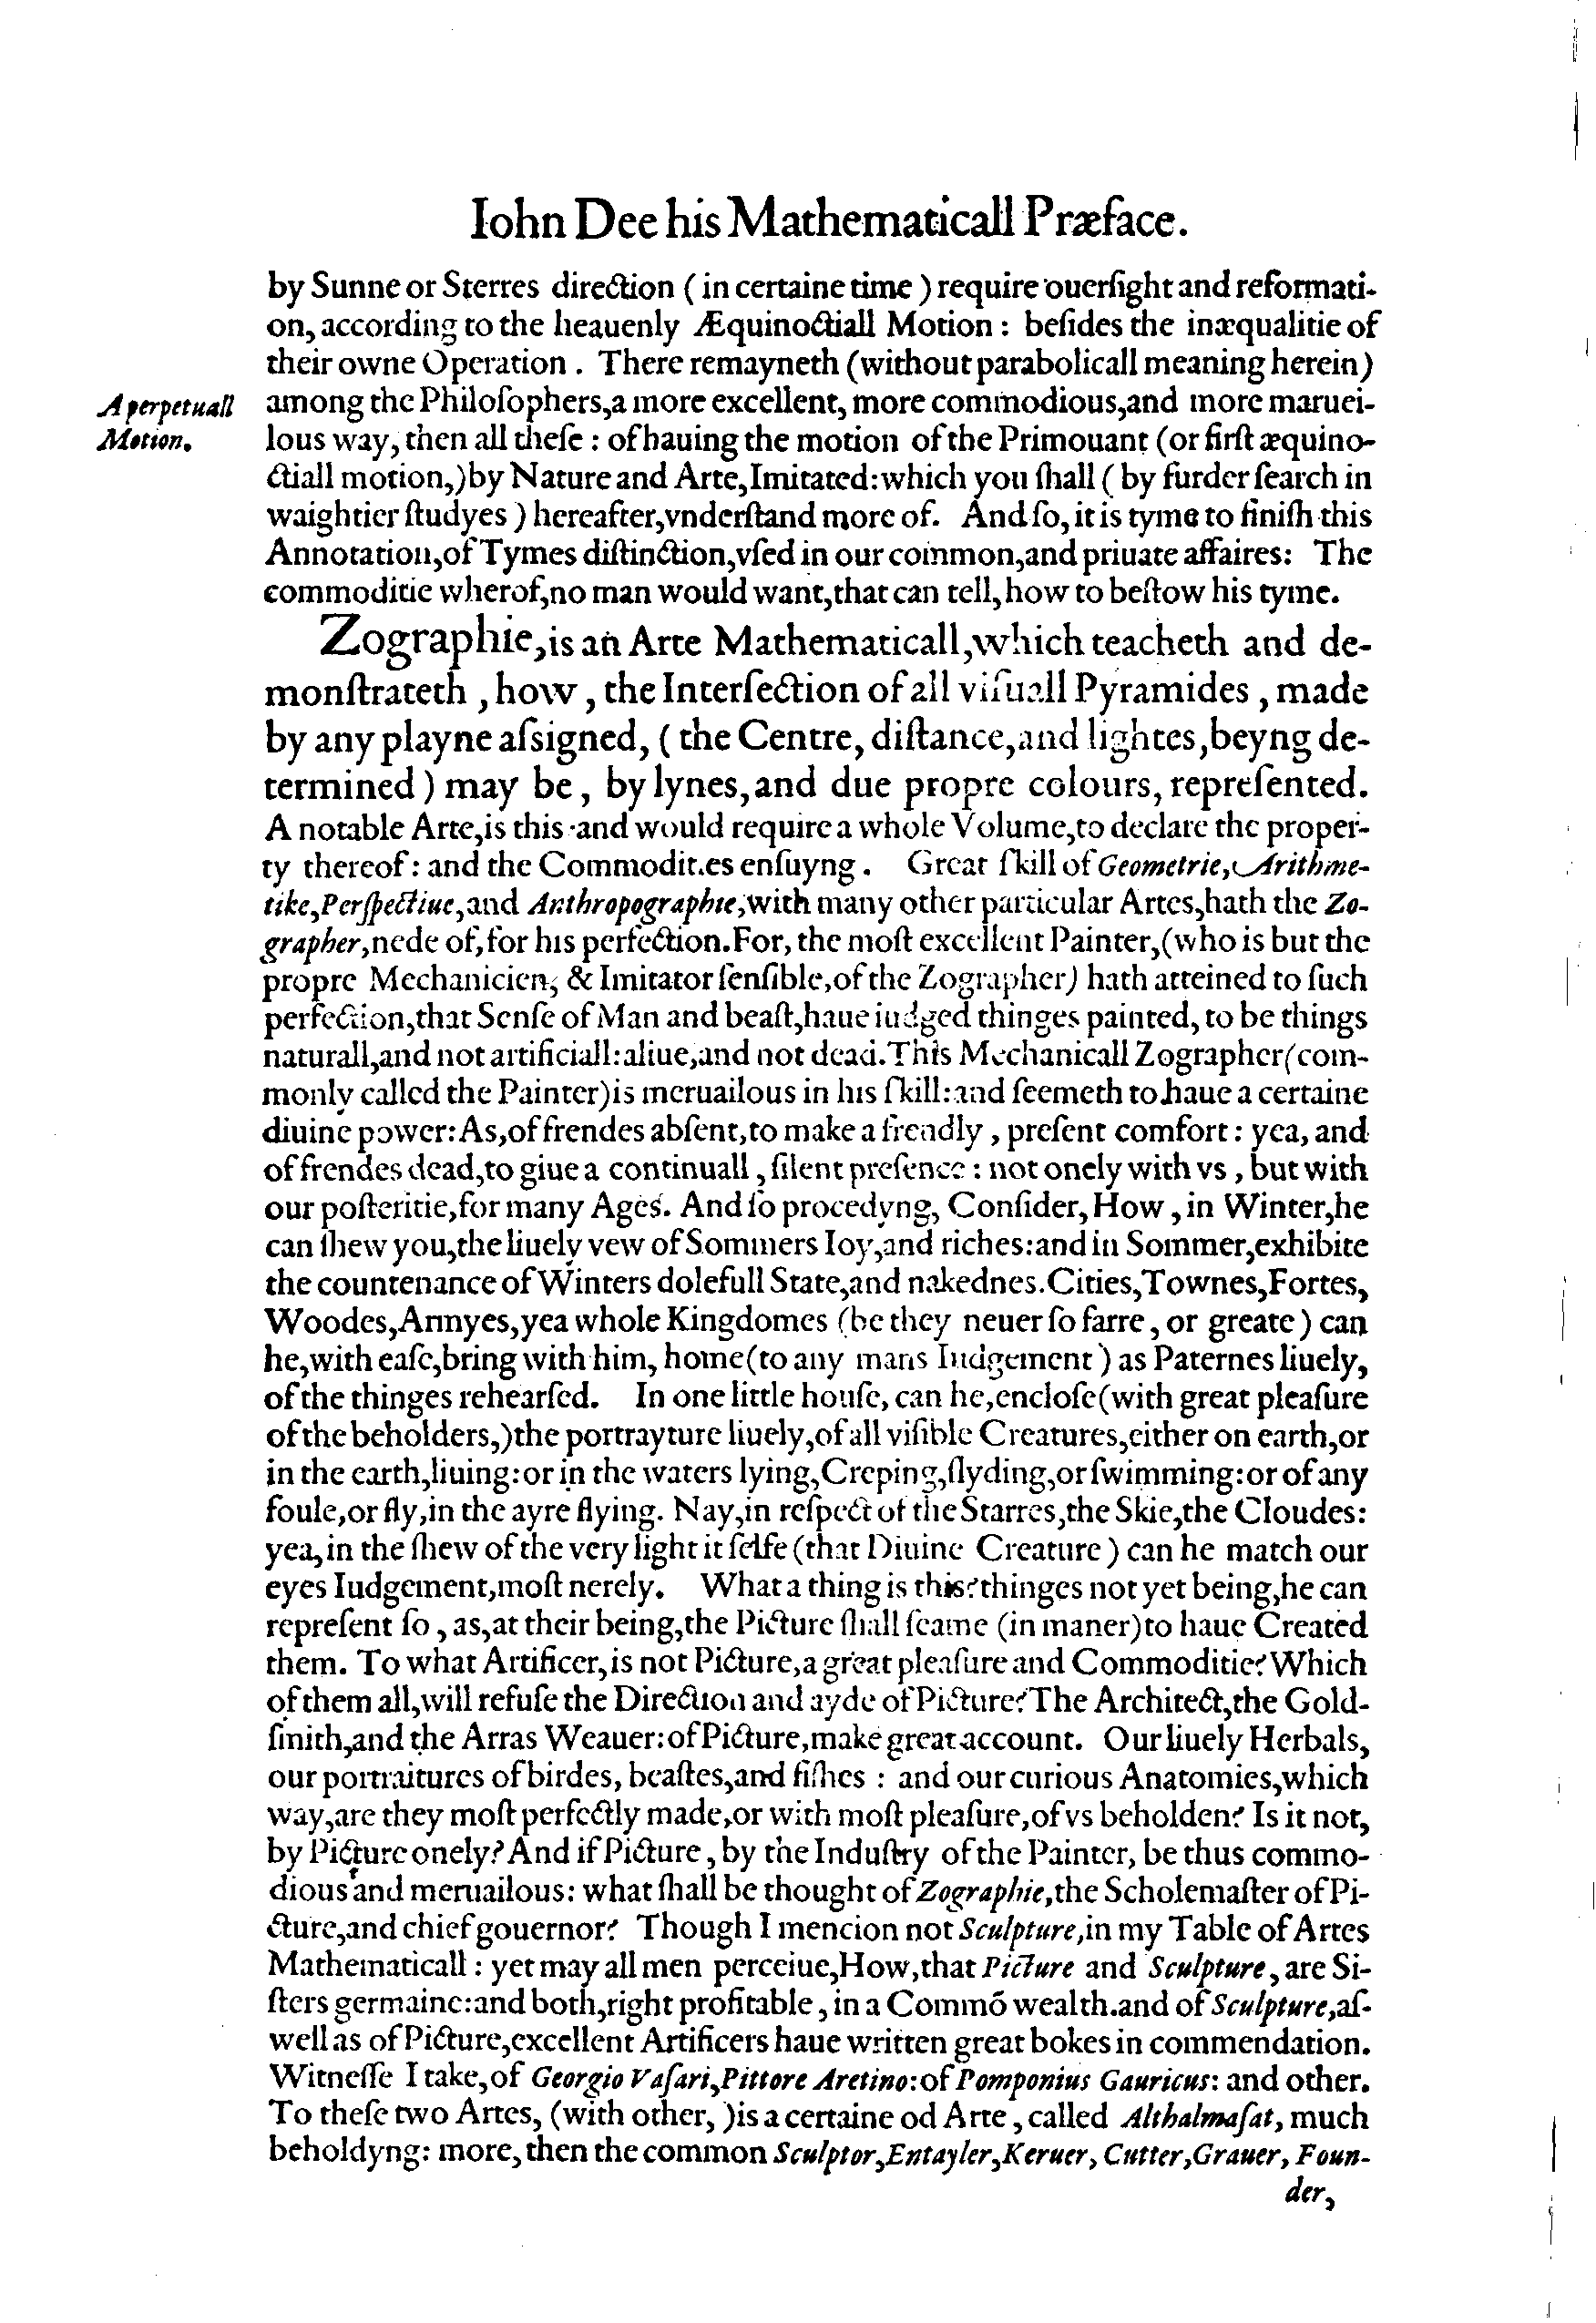 Iohn Dee his Mathematicall Præface.
by Sunne or Sterres direction ( in certaine time ) require ouerſight and reformati-
on, according to the heauenly Æquinoctiall Motion : beſides the inæqualitie of
their owne Operation . There remayneth (without parabolicall meaning herein)
A perpetuall
Motion.
among the Philoſophers,a more excellent, more commodious,and more maruei-
lous way, then all theſe : of hauing the motion of the Primouant (or firſt æquino-
ctiall motion,)by Nature and Arte,Imitated:which you ſhall ( by furder ſearch in
waightier ſtudyes ) hereafter,vnderſtand more of. And ſo, it is tyme to finiſh this
Annotation,of Tymes diſtinction,vſed in our common,and priuate affaires: The
commoditie wherof,no man would want,that can tell,how to beſtow his tyme.
Zographie,is an Arte Mathematicall,which teacheth and de-
monſtrateth , how , the Interſection of all viſuall Pyramides , made
by any playne aſsigned, ( the Centre, diſtance,and lightes,beyng de-
termined ) may be , by lynes,and due propre colours, repreſented.
A notable Arte,is this and would require a whole Volume,to declare the proper-
ty thereof : and the Commodities enſuyng . Great ſkill of Geometrie,Arithme-
tike,Perſpectiue,and Anthropographie,with many other particular Artes,hath the Zo-
grapher,nede of,for his perfection.For, the moſt excellent Painter,(who is but the
propre Mechanicien, & Imitator ſenſible,of the Zographer) hath atteined to ſuch
perfection,that Senſe of Man and beaſt,haue iudged thinges painted, to be things
naturall,and not artificiall:aliue,and not dead.This Mechanicall Zographer(com-
monly called the Painter)is meruailous in his ſkill:and ſeemeth to haue a certaine
diuine power:As,of frendes abſent,to make a frendly , preſent comfort : yea, and
of frendes dead,to giue a continuall , ſilent preſence : not onely with vs , but with
our poſteritie,for many Ages. And ſo procedyng, Conſider, How , in Winter,he
can ſhew you,the liuely vew of Sommers Ioy,and riches:and in Sommer,exhibite
the countenance of Winters dolefull State,and nakednes.Cities,Townes,Fortes,
Woodes,Armyes,yea whole Kingdomes (be they neuer ſo farre , or greate) can
he,with eaſe,bring with him, home(to any mans Iudgement ) as Paternes liuely,
of the thinges rehearſed. In one little houſe, can he,encloſe(with great pleaſure
of the beholders,)the portrayture liuely,of all viſible Creatures,either on earth,or
in the earth,liuing:or in the waters lying,Creping,ſlyding,or ſwimming:or of any
foule,or fly,in the ayre flying. Nay,in reſpect of the Starres,the Skie,the Cloudes:
yea,in the ſhew of the very light it ſelfe (that Diuine Creature ) can he match our
eyes Iudgement,moſt nerely. What a thing is this?thinges not yet being,he can
repreſent ſo , as,at their being,the Picture ſhall ſeame (in maner)to haue Created
them. To what Artificer,is not Picture,a great pleaſure and Commoditie?Which
of them all,will refuſe the Direction and ayde of Picture?The Architect,the Gold-
ſmith,and the Arras Weauer:of Picture,make great account. Our liuely Herbals,
our portraitures of birdes, beaſtes,and fiſhes : and our curious Anatomies,which
way,are they moſt perfectly made,or with moſt pleaſure,of vs beholden? Is it not,
by Picture onely?And if Picture , by the Induſtry of the Painter, be thus commo-
dious and meruailous: what ſhall be thought of Zographie,the Scholemaſter of Pi-
cture,and chief gouernor? Though I mencion not Sculpture,in my Table of Artes
Mathematicall : yet may all men perceiue,How,that Picture and Sculpture , are Si-
ſters germaine:and both,right profitable , in a Commõ wealth.and of Sculpture,aſ-
well as of Picture,excellent Artificers haue written great bokes in commendation.
Witneſſe I take,of Georgio Vaſari,Pittore Aretino:of Pomponius Gauricus: and other.
To theſe two Artes, (with other, )is a certaine od Arte , called Althalmaſat, much
beholdyng: more, then the common Sculptor,Entayler,Keruer, Cutter,Grauer, Foun-
der,